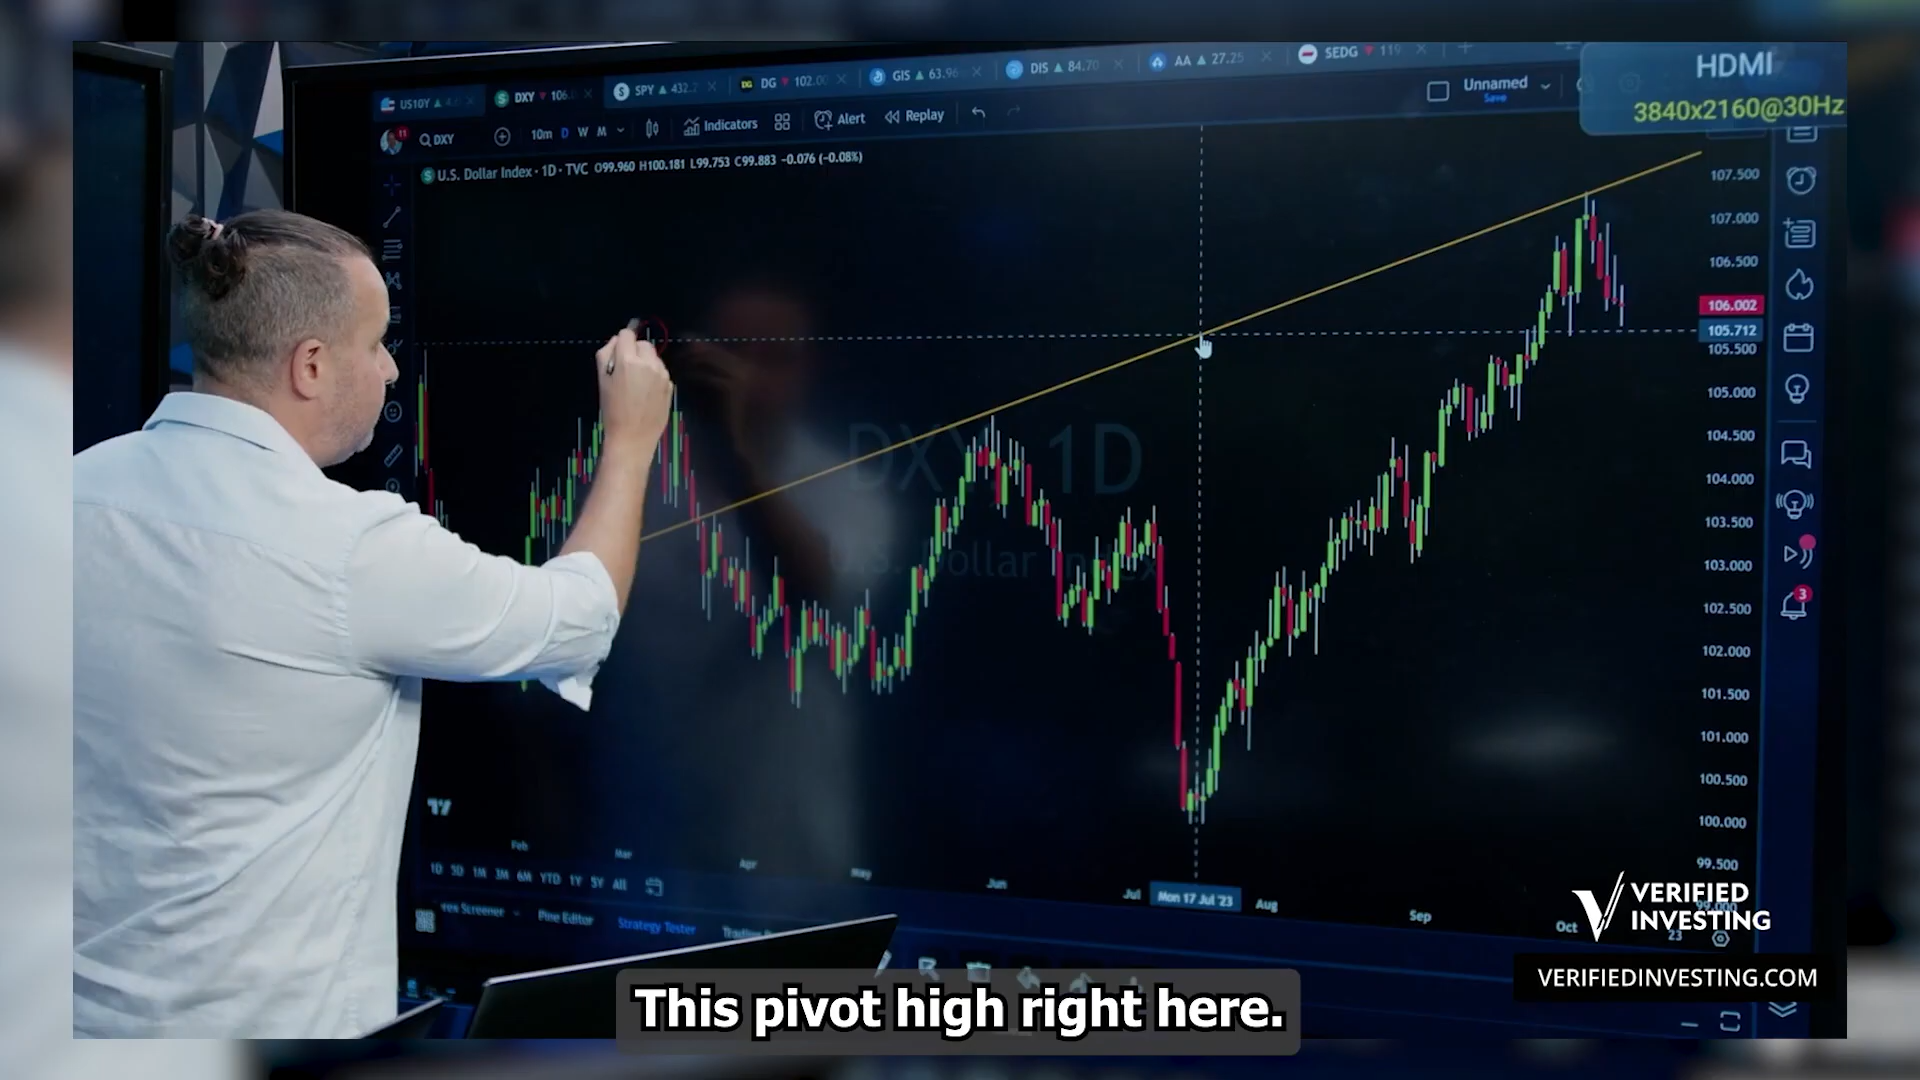 US10Y
DXY 106.
SPY 432.
DG 102.00
GIS 63.96
DIS 84.70
AA 27.25
SEDG 119
HDMI
3840x2160@30Hz
11
DXY
10m D W M
Indicators
Alert
Replay
Unnamed
Save
U.S. Dollar Index · 1D · TVC O99.960 H100.181 L99.753 C99.883 −0.076 (−0.08%)
107.500
107.000
106.500
106.002
105.712
105.500
105.000
104.500
104.000
103.500
103.000
102.500
102.000
101.500
101.000
100.500
100.000
99.500
99.000
3
DXY, 1D
U.S. Dollar Index
Feb Mar Apr May Jun Jul Mon 17 Jul '23 Aug Sep Oct 23
1D 5D 1M 3M 6M YTD 1Y 5Y All
rex Screener
Pine Editor
Strategy Tester
VERIFIED
INVESTING
VERIFIEDINVESTING.COM
This pivot high right here.